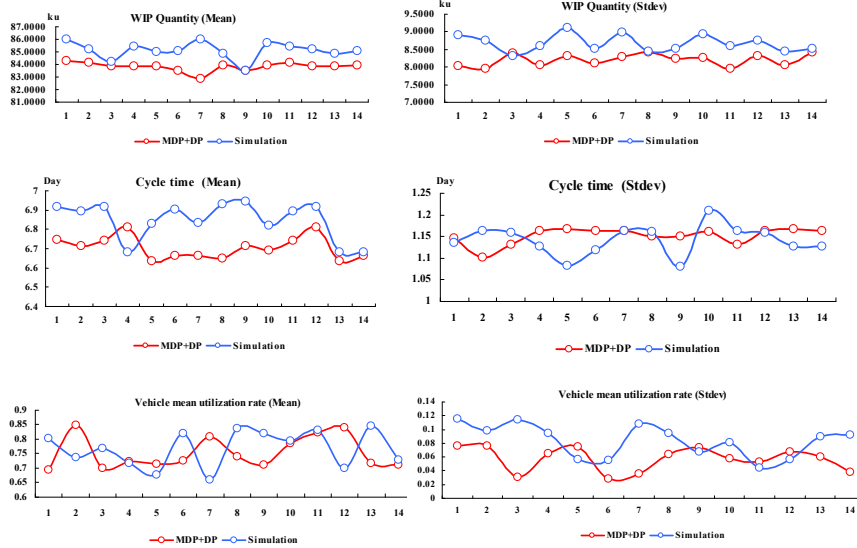 WIP Quantity (Mean)
ku
87.0000
86.0000
85.0000
84.0000
83.0000
82.0000
81.0000
1 2 3 4 5 6 7 8 9 10 11 12 13 14
MDP+DP Simulation
WIP Quantity (Stdev)
ku
9.5000
9.0000
8.5000
8.0000
7.5000
7.0000
1 2 3 4 5 6 7 8 9 10 11 12 13 14
MDP+DP Simulation
Cycle time (Mean)
Day
7
6.9
6.8
6.7
6.6
6.5
6.4
1 2 3 4 5 6 7 8 9 10 11 12 13 14
MDP+DP Simulation
Cycle time (Stdev)
Day
1.25
1.2
1.15
1.1
1.05
1
1 2 3 4 5 6 7 8 9 10 11 12 13 14
MDP+DP Simulation
Vehicle mean utilization rate (Mean)
0.9
0.85
0.8
0.75
0.7
0.65
0.6
1 2 3 4 5 6 7 8 9 10 11 12 13 14
MDP+DP Simulation
Vehicle mean utilization rate (Stdev)
0.14
0.12
0.1
0.08
0.06
0.04
0.02
0
1 2 3 4 5 6 7 8 9 10 11 12 13 14
MDP+DP Simulation